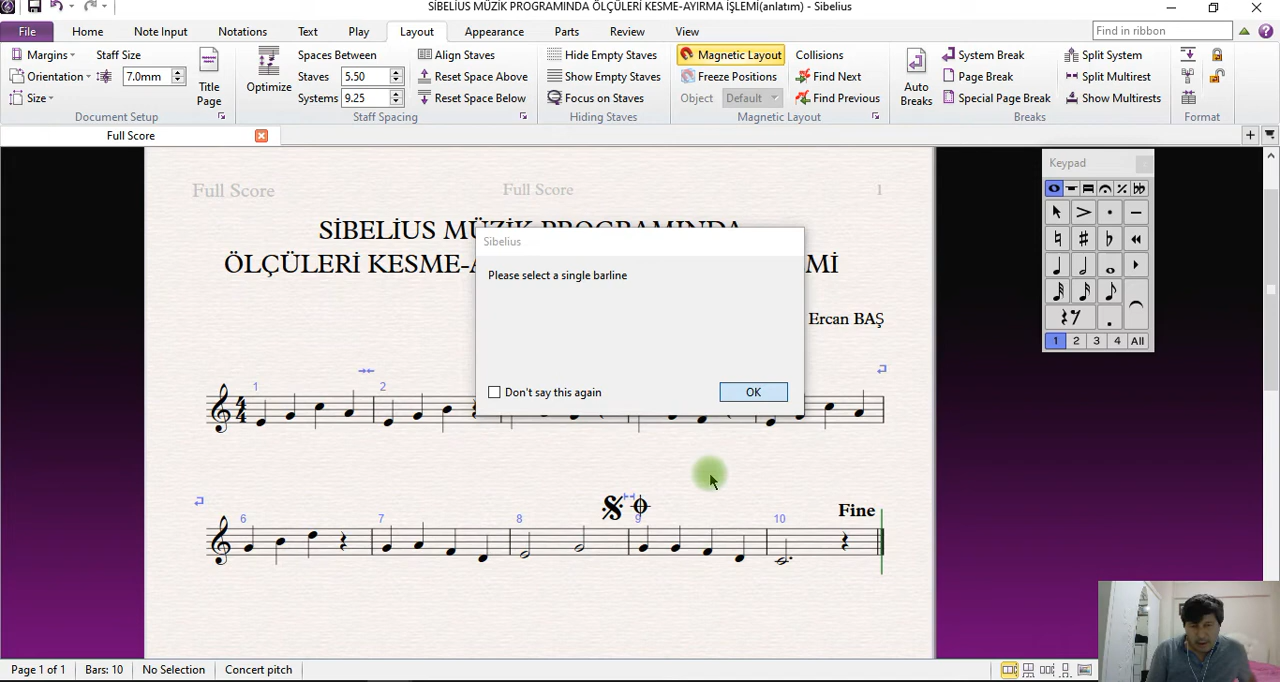 SİBELİUS MÜZİK PROGRAMINDA ÖLÇÜLERİ KESME-AYIRMA İŞLEMİ(anlatım) - Sibelius
File Home Note Input Notations Text Play Layout Appearance Parts Review View Find in ribbon
Margins Staff Size Spaces Between Align Staves Hide Empty Staves Magnetic Layout Collisions System Break Split System
Orientation 7.0mm Staves 5.50 Reset Space Above Show Empty Staves Freeze Positions Find Next Page Break Split Multirest
Size Title Page Optimize Systems 9.25 Reset Space Below Focus on Staves Object Default Find Previous Auto Breaks Special Page Break Show Multirests
Document Setup Staff Spacing Hiding Staves Magnetic Layout Breaks Format
Full Score
Keypad
Full Score Full Score 1
SİBELİUS MÜZİK PROGRAMINDA
ÖLÇÜLERİ KESME-A Mİ
Sibelius
Please select a single barline
Ercan BAŞ
1 2 3 4 All
Don't say this again OK
1 2
4
4
Fine
6 7 8 9 10
Page 1 of 1 Bars: 10 No Selection Concert pitch